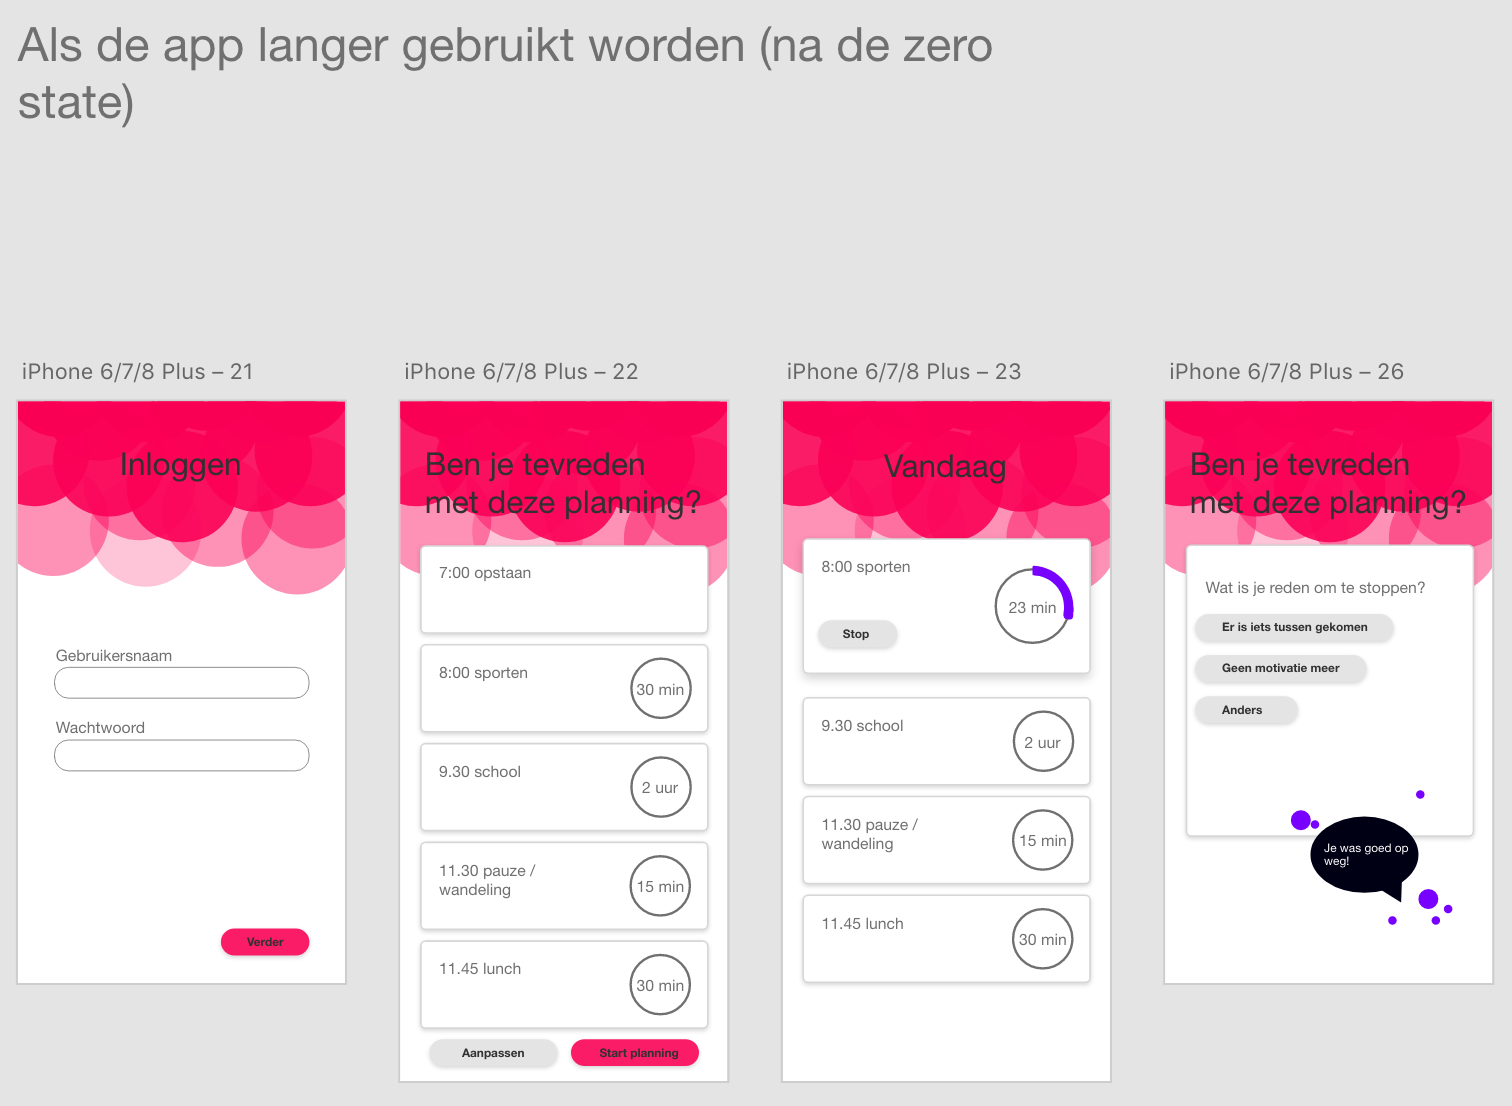 Als de app langer gebruikt worden (na de zero
state)
iPhone 6/7/8 Plus – 21
Inloggen
Gebruikersnaam
Wachtwoord
Verder
iPhone 6/7/8 Plus – 22
Ben je tevreden
met deze planning?
7:00 opstaan
8:00 sporten
30 min
9.30 school
2 uur
11.30 pauze /
wandeling
15 min
11.45 lunch
30 min
Aanpassen
Start planning
iPhone 6/7/8 Plus – 23
Vandaag
8:00 sporten
23 min
Stop
9.30 school
2 uur
11.30 pauze /
wandeling
15 min
11.45 lunch
30 min
iPhone 6/7/8 Plus – 26
Ben je tevreden
met deze planning?
Wat is je reden om te stoppen?
Er is iets tussen gekomen
Geen motivatie meer
Anders
Je was goed op
weg!